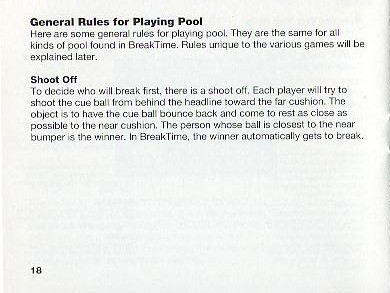 General Rules for Playing Pool
Here are some general rules for playing pool. They are the same for all
kinds of pool found in BreakTime. Rules unique to the various games will be
explained later.
Shoot Off
To decide who will break first, there is a shoot off. Each player will try to
shoot the cue ball from behind the headline toward the far cushion. The
object is to have the cue ball bounce back and come to rest as close as
possible to the near cushion. The person whose ball is closest to the near
bumper is the winner. In BreakTime, the winner automatically gets to break.
18